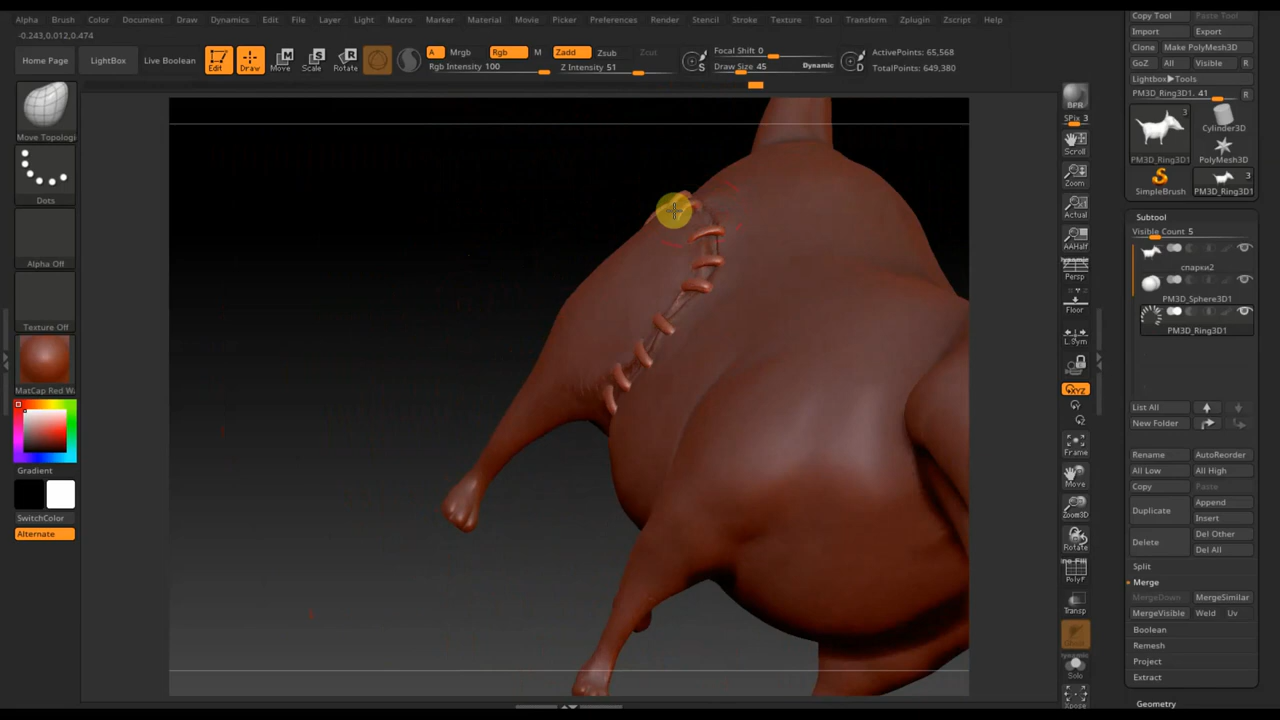 Alpha Brush Color Document Draw Dynamics Edit File Layer Light Macro Marker Material Movie Picker Preferences Render Stencil Stroke Texture Tool Transform Zplugin Zscript Help
-0.243,0.012,0.474
Home Page LightBox Live Boolean Edit Draw Move Scale Rotate
A Mrgb Rgb M Zadd Zsub Zcut
Rgb Intensity 100 Z Intensity 51
S Focal Shift 0
Draw Size 45 Dynamic D
ActivePoints: 65,568
TotalPoints: 649,380
Move Topologi
Dots
Alpha Off
Texture Off
MatCap Red Wa
Gradient
SwitchColor
Alternate
BPR
SPix 3
Scroll
Zoom
Actual
AAHalf
Dynamic
Persp
Floor
L.Sym
XYZ
Frame
Move
Zoom3D
Rotate
PolyF
Transp
Solo
Xpose
Copy Tool Paste Tool
Import Export
Clone Make PolyMesh3D
GoZ All Visible R
Lightbox▶Tools
PM3D_Ring3D1. 41 R
3
Cylinder3D
PM3D_Ring3D1 PolyMesh3D
3
SimpleBrush PM3D_Ring3D1
Subtool
Visible Count 5
спарки2
PM3D_Sphere3D1
PM3D_Ring3D1
List All
New Folder
Rename AutoReorder
All Low All High
Copy Paste
Duplicate Append
Insert
Delete Del Other
Del All
Split
Merge
MergeDown MergeSimilar
MergeVisible Weld Uv
Boolean
Remesh
Project
Extract
Geometry